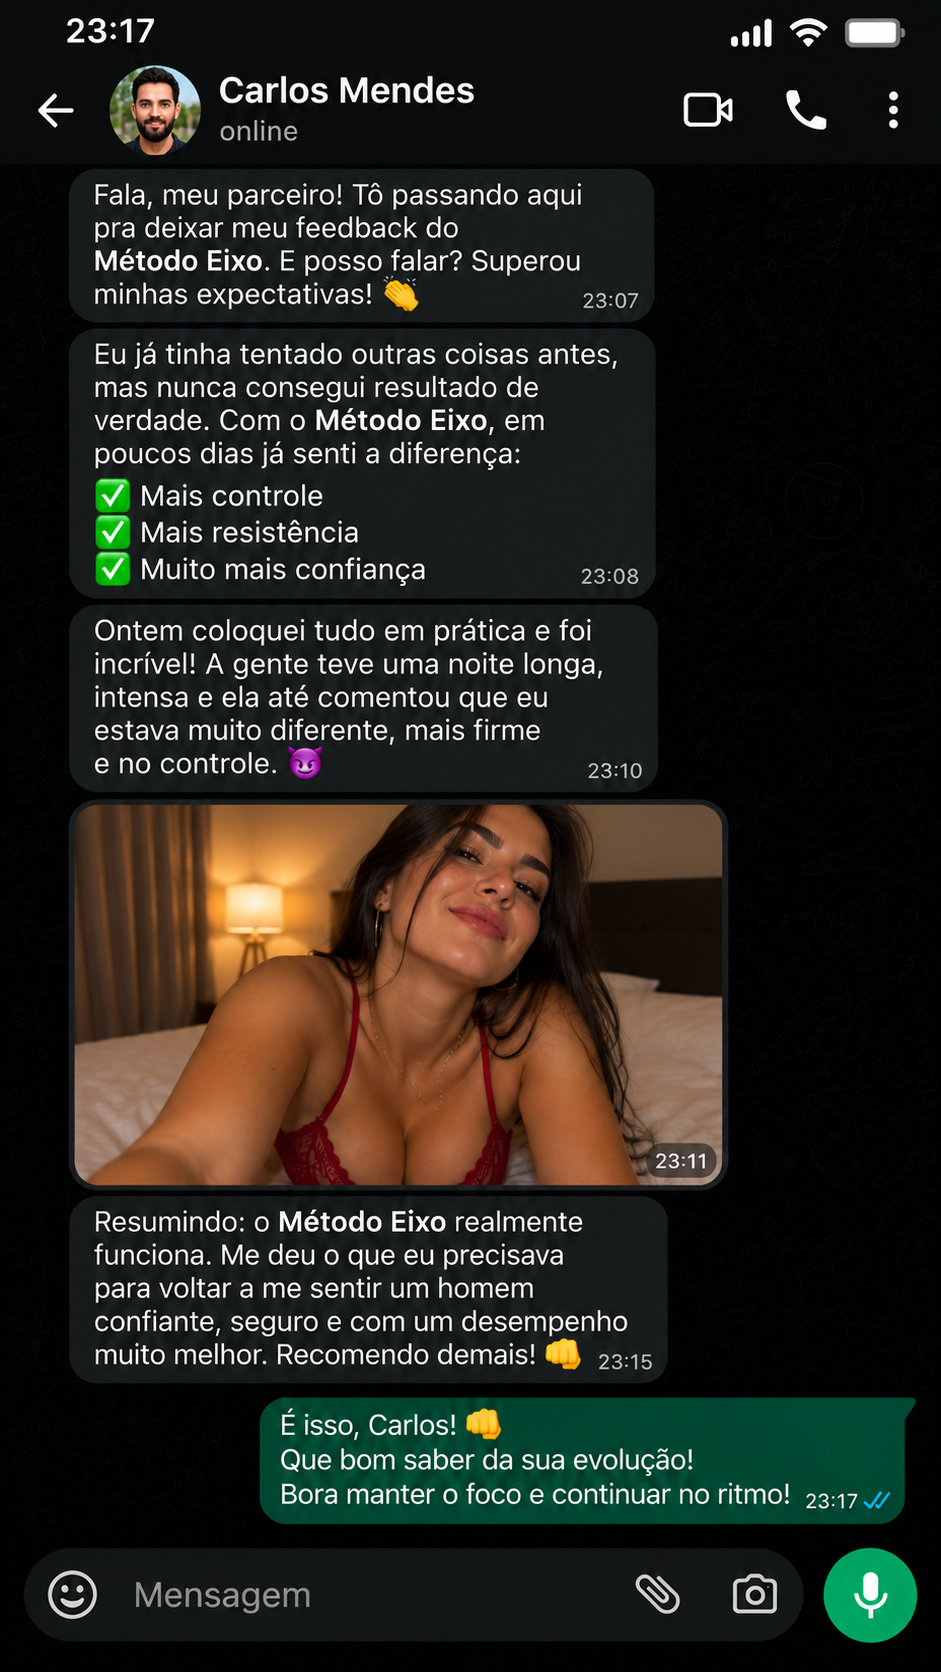 23:17
Carlos Mendes
online
Fala, meu parceiro! Tô passando aqui
pra deixar meu feedback do
Método Eixo. E posso falar? Superou
minhas expectativas! 👏
23:07
Eu já tinha tentado outras coisas antes,
mas nunca consegui resultado de
verdade. Com o Método Eixo, em
poucos dias já senti a diferença:
✅ Mais controle
✅ Mais resistência
✅ Muito mais confiança
23:08
Ontem coloquei tudo em prática e foi
incrível! A gente teve uma noite longa,
intensa e ela até comentou que eu
estava muito diferente, mais firme
e no controle. 😈
23:10
23:11
Resumindo: o Método Eixo realmente
funciona. Me deu o que eu precisava
para voltar a me sentir um homem
confiante, seguro e com um desempenho
muito melhor. Recomendo demais! 👊
23:15
É isso, Carlos! 👊
Que bom saber da sua evolução!
Bora manter o foco e continuar no ritmo!
23:17
Mensagem